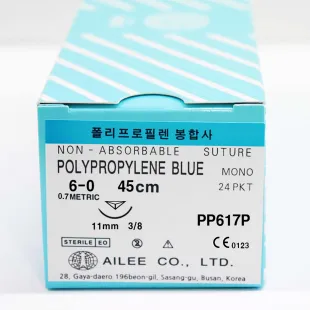 폴리프로필렌 봉합사
NON - ABSORBABLE SUTURE
POLYPROPYLENE BLUE MONO
6-0 45cm 24 PKT
0.7 METRIC
11mm 3/8 PP617P
STERILE EO CE 0123
AILEE CO., LTD.
28, Gaya-daero 196beon-gil, Sasang-gu, Busan, Korea